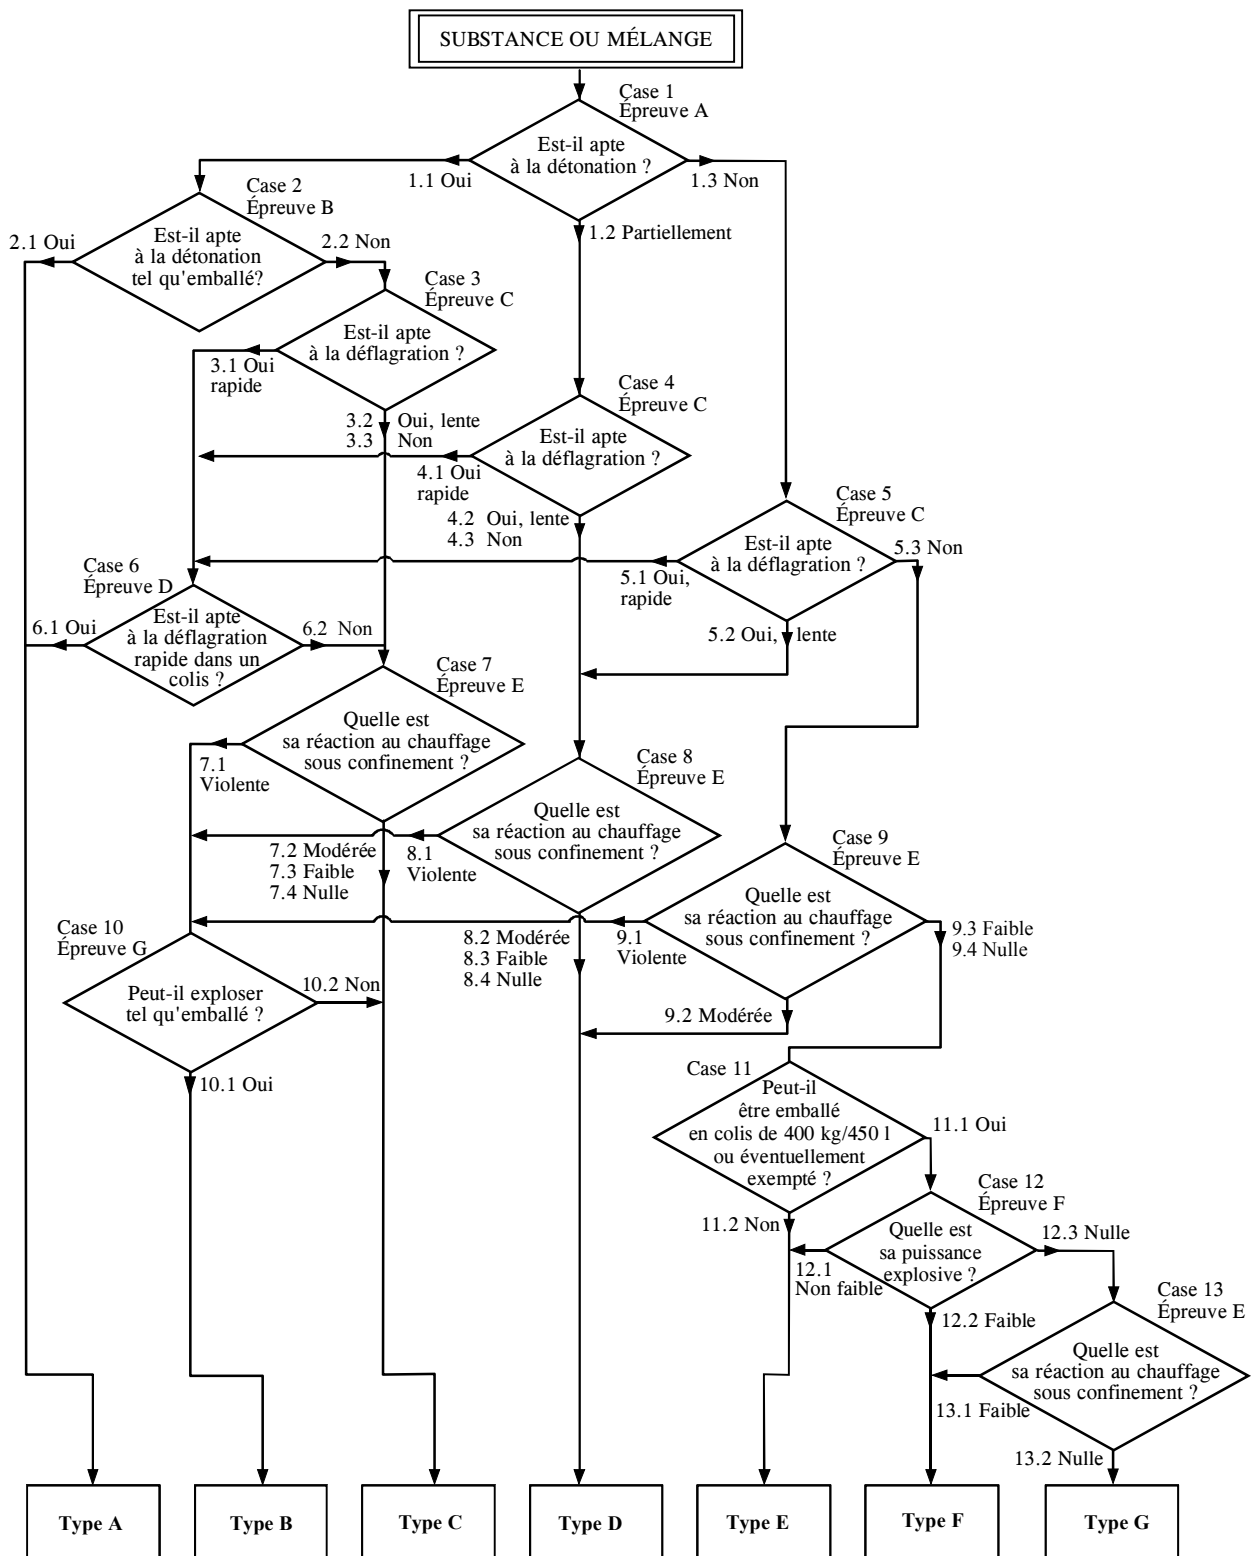 SUBSTANCE OU MÉLANGE
Case 1
Épreuve A
Est-il apte
à la détonation ?
1.1 Oui
1.3 Non
1.2 Partiellement
Case 2
Épreuve B
Est-il apte
à la détonation
tel qu'emballé?
2.1 Oui
2.2 Non
Case 3
Épreuve C
Est-il apte
à la déflagration ?
3.1 Oui
rapide
3.2 Oui, lente
3.3 Non
Case 4
Épreuve C
Est-il apte
à la déflagration ?
4.1 Oui
rapide
4.2 Oui, lente
4.3 Non
Case 5
Épreuve C
Est-il apte
à la déflagration ?
5.3 Non
5.1 Oui,
rapide
5.2 Oui, lente
Case 6
Épreuve D
Est-il apte
à la déflagration
rapide dans un
colis ?
6.1 Oui
6.2 Non
Case 7
Épreuve E
Quelle est
sa réaction au chauffage
sous confinement ?
7.1
Violente
7.2 Modérée
7.3 Faible
7.4 Nulle
Case 8
Épreuve E
Quelle est
sa réaction au chauffage
sous confinement ?
8.1
Violente
8.2 Modérée
8.3 Faible
8.4 Nulle
Case 9
Épreuve E
Quelle est
sa réaction au chauffage
sous confinement ?
9.1
Violente
9.3 Faible
9.4 Nulle
9.2 Modérée
Case 10
Épreuve G
Peut-il exploser
tel qu'emballé ?
10.2 Non
10.1 Oui
Case 11
Peut-il
être emballé
en colis de 400 kg/450 l
ou éventuellement
exempté ?
11.1 Oui
11.2 Non
Case 12
Épreuve F
Quelle est
sa puissance
explosive ?
12.3 Nulle
12.1
Non faible
12.2 Faible
Case 13
Épreuve E
Quelle est
sa réaction au chauffage
sous confinement ?
13.1 Faible
13.2 Nulle
Type A
Type B
Type C
Type D
Type E
Type F
Type G